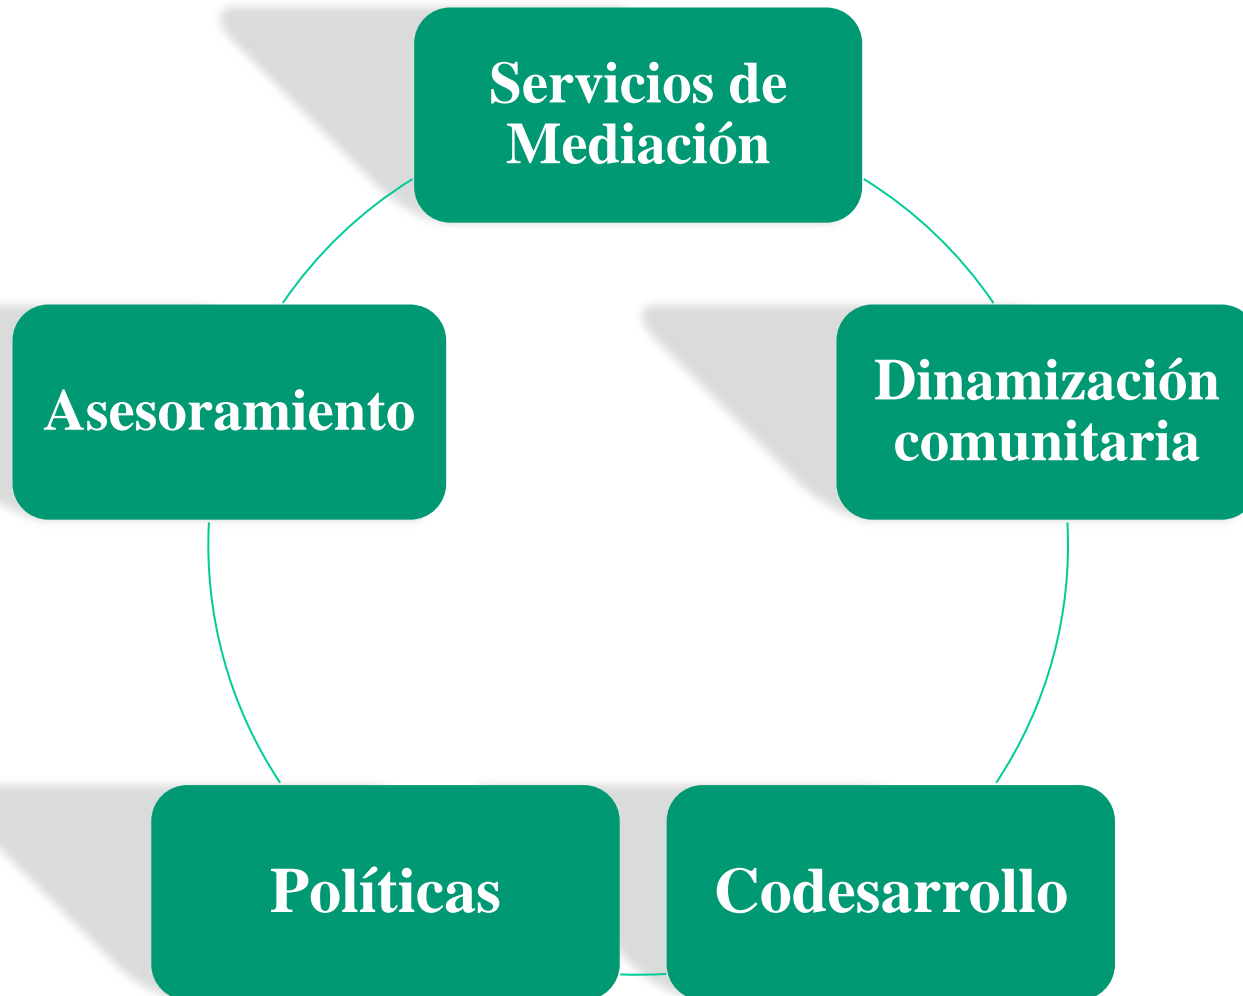 Servicios de
Mediación
Asesoramiento
Dinamización
comunitaria
Políticas
Codesarrollo